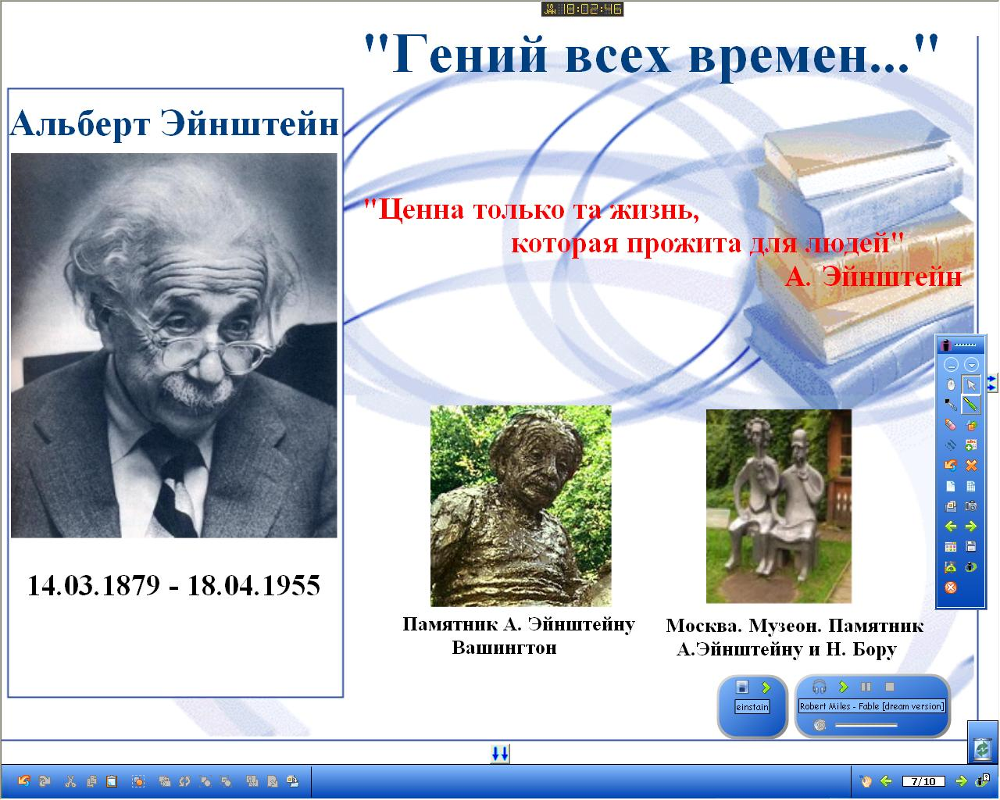 18 JAN 18:02:46
"Гений всех времен..."
Альберт Эйнштейн
"Ценна только та жизнь,
которая прожита для людей"
А. Эйнштейн
14.03.1879 - 18.04.1955
Памятник А. Эйнштейну
Вашингтон
Москва. Музеон. Памятник
А.Эйнштейну и Н. Бору
einstain
Robert Miles - Fable [dream version]
7/10